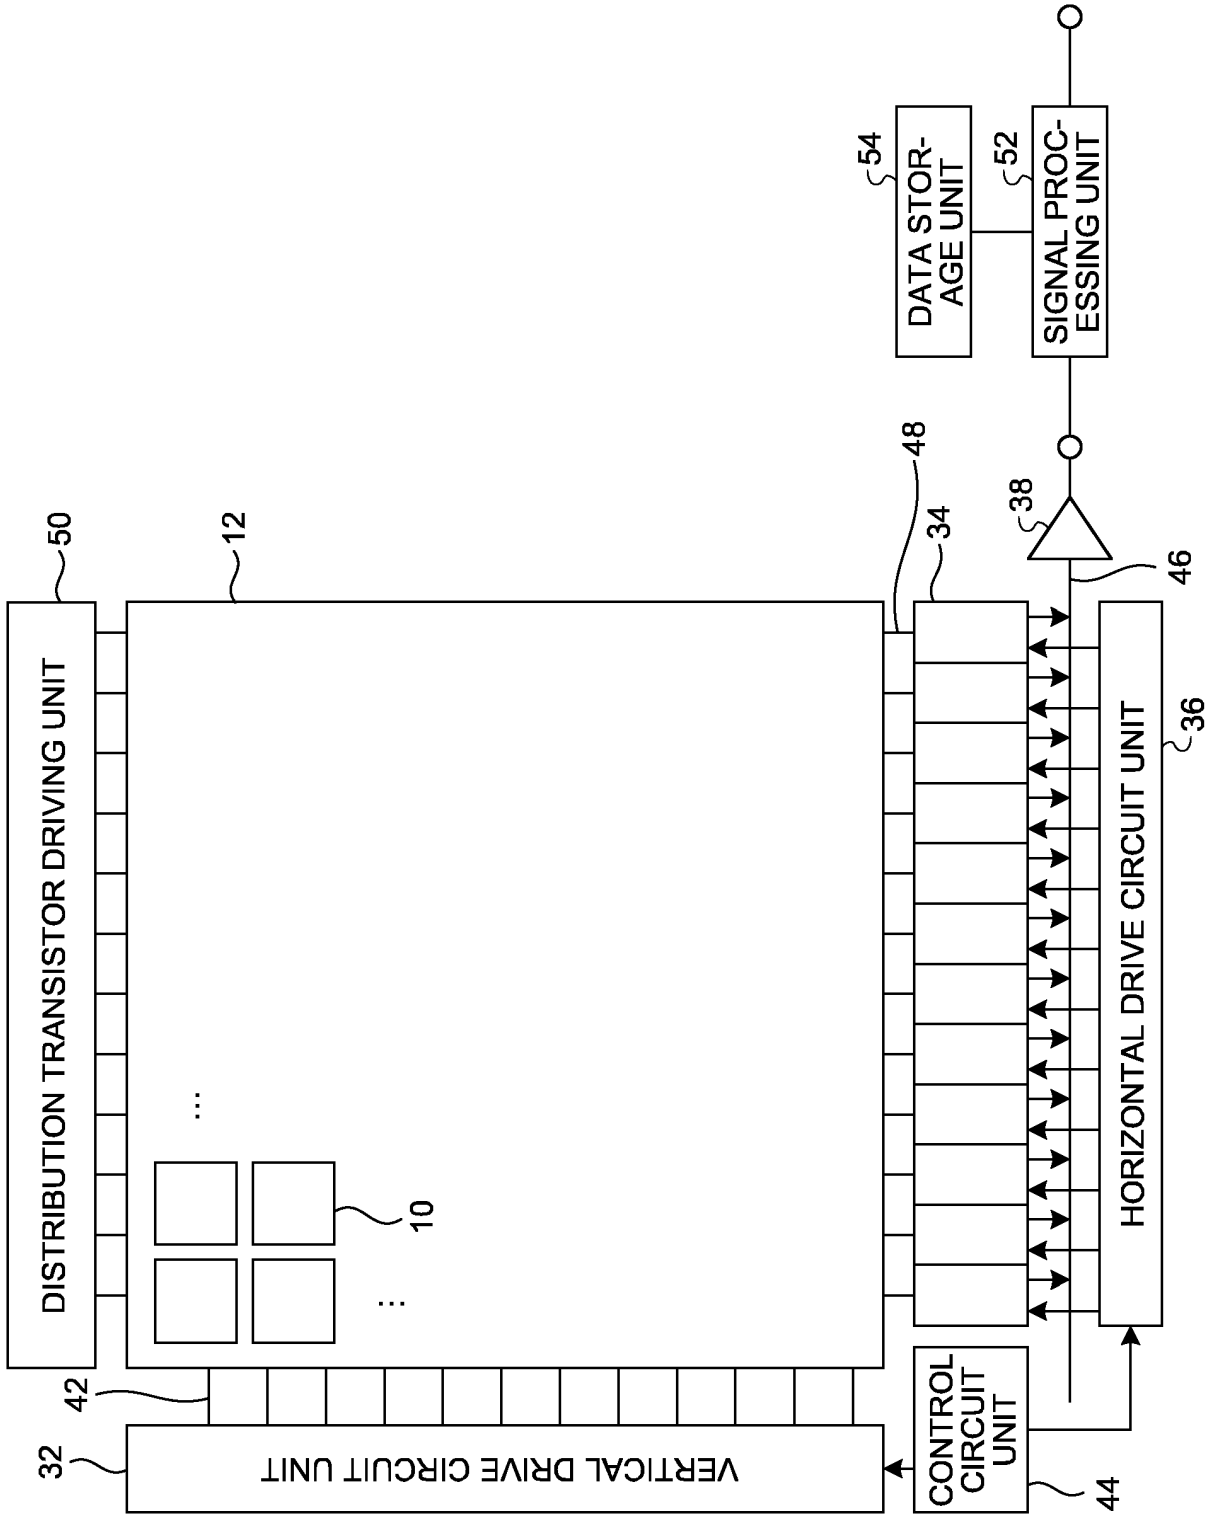 50
DISTRIBUTION TRANSISTOR DRIVING UNIT
12
...
10
...
42
32
VERTICAL DRIVE CIRCUIT UNIT
48
34
38
46
54
DATA STOR-
AGE UNIT
52
SIGNAL PROC-
ESSING UNIT
CONTROL
CIRCUIT
UNIT
44
HORIZONTAL DRIVE CIRCUIT UNIT
36